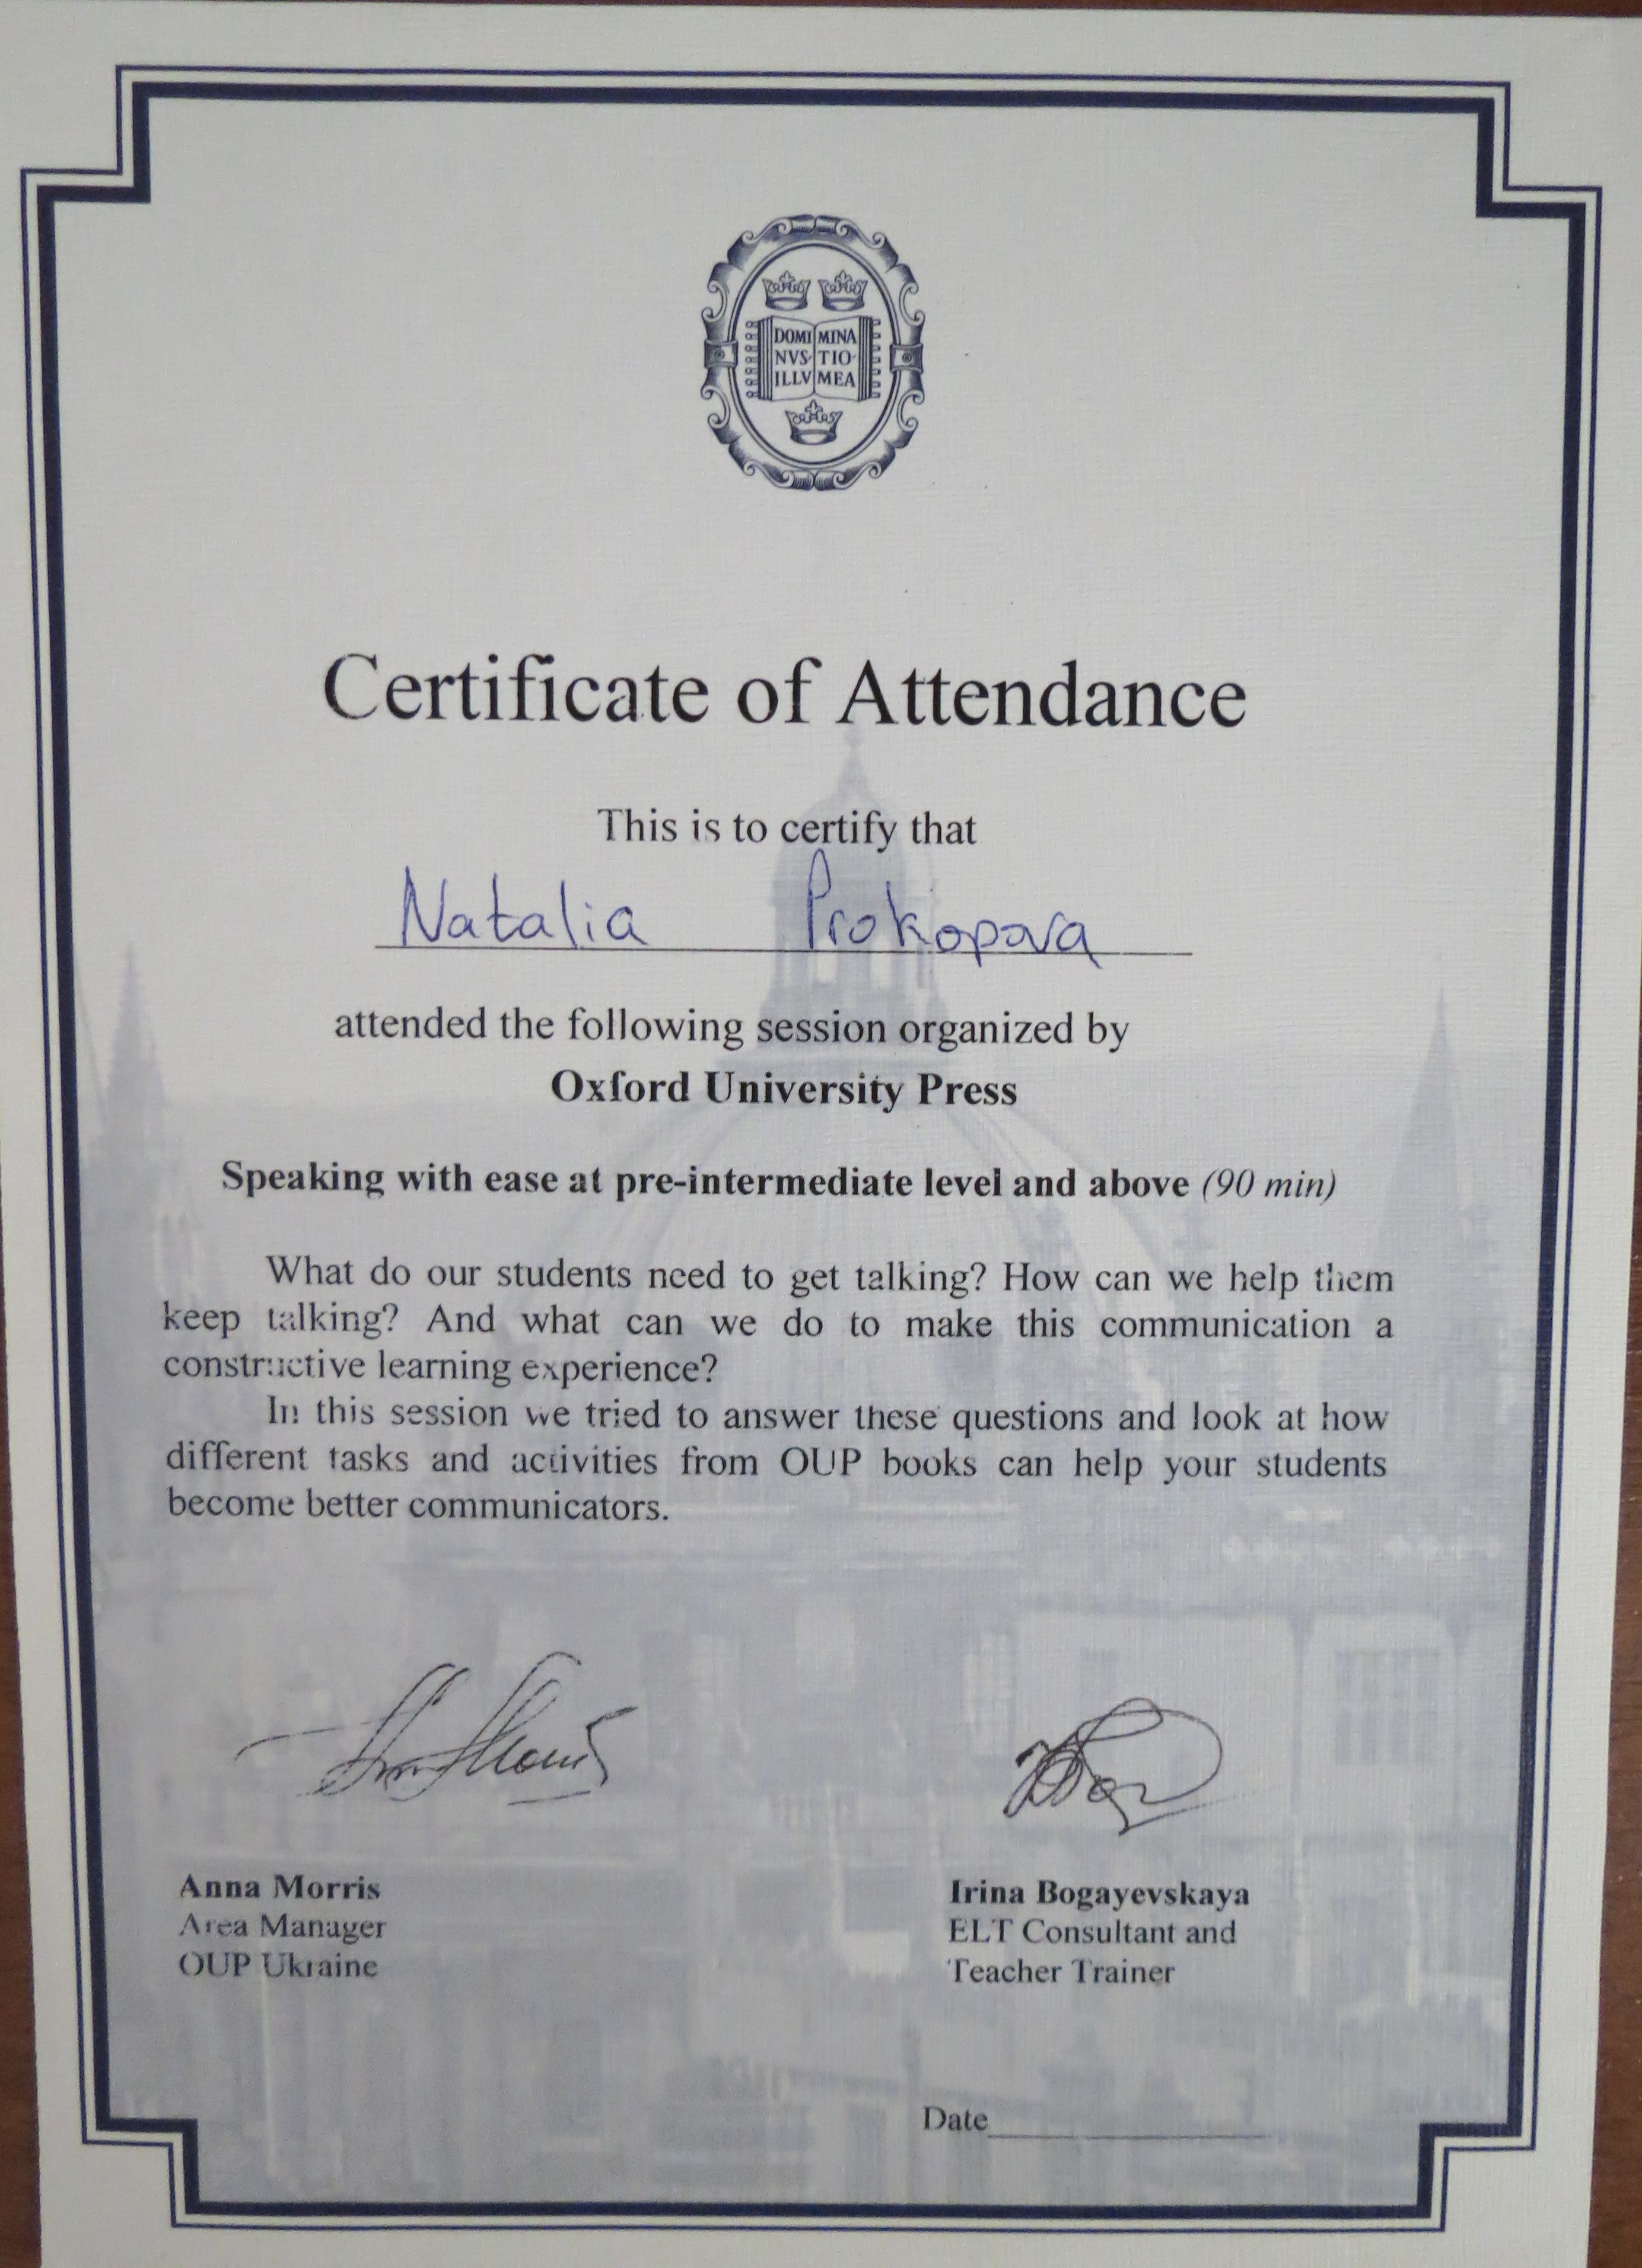 DOMI MINA
NVS TIO
ILLV MEA
Certificate of Attendance
This is to certify that
Natalia Prokopova
attended the following session organized by
Oxford University Press
Speaking with ease at pre-intermediate level and above (90 min)
What do our students need to get talking? How can we help them
keep talking? And what can we do to make this communication a
constructive learning experience?
In this session we tried to answer these questions and look at how
different tasks and activities from OUP books can help your students
become better communicators.
Anna Morris
Area Manager
OUP Ukraine
Irina Bogayevskaya
ELT Consultant and
Teacher Trainer
Date